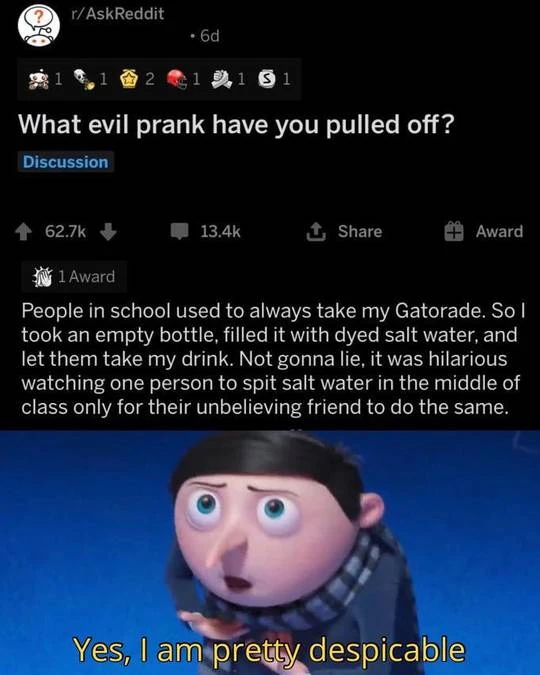 r/AskReddit
• 6d
1 1 2 1 1 S 1
What evil prank have you pulled off?
Discussion
62.7k 13.4k Share Award
1 Award
People in school used to always take my Gatorade. So I
took an empty bottle, filled it with dyed salt water, and
let them take my drink. Not gonna lie, it was hilarious
watching one person to spit salt water in the middle of
class only for their unbelieving friend to do the same.
Yes, I am pretty despicable